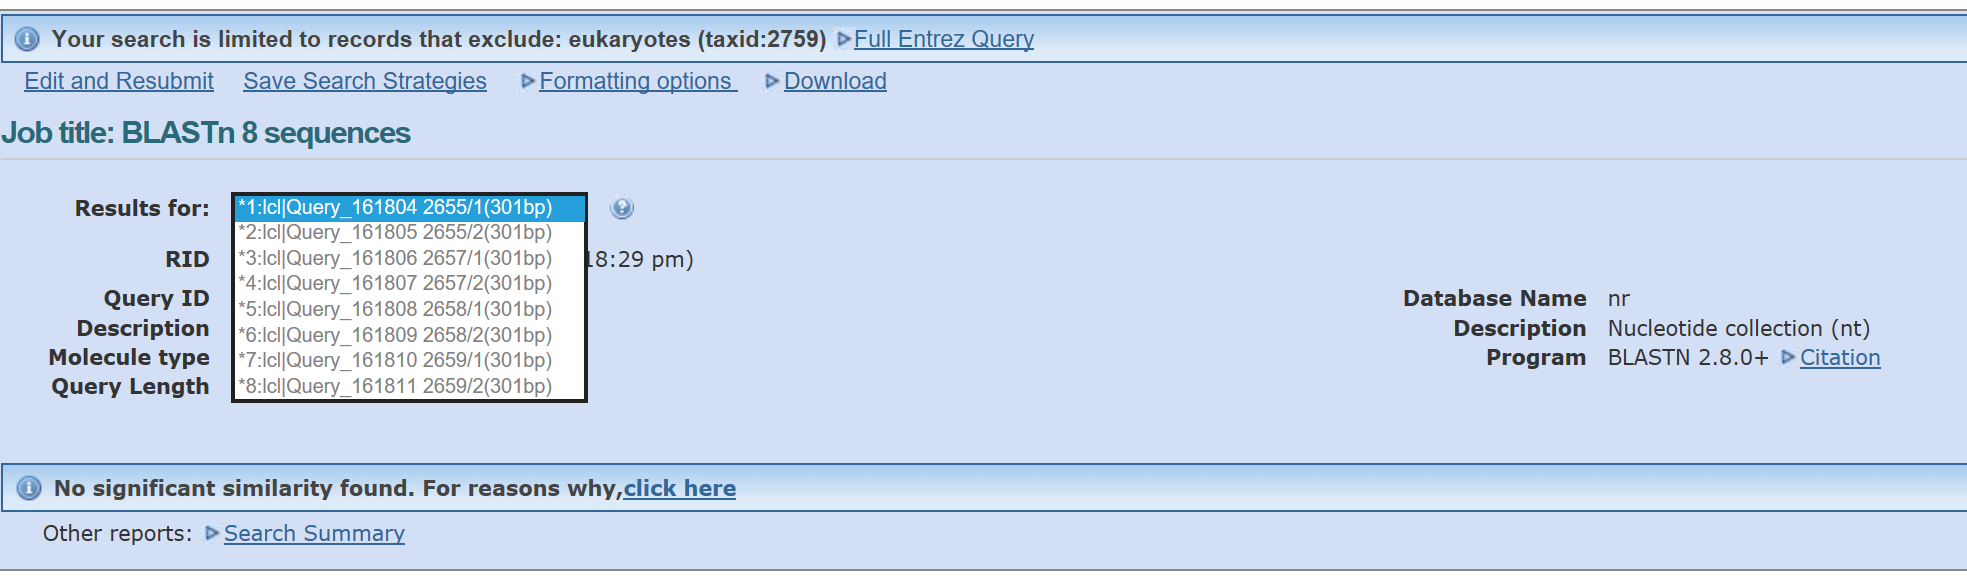 Your search is limited to records that exclude: eukaryotes (taxid:2759) Full Entrez Query
Edit and Resubmit Save Search Strategies Formatting options Download
Job title: BLASTn 8 sequences
Results for: *1:lcl|Query_161804 2655/1(301bp)
*2:lcl|Query_161805 2655/2(301bp)
*3:lcl|Query_161806 2657/1(301bp)
*4:lcl|Query_161807 2657/2(301bp)
*5:lcl|Query_161808 2658/1(301bp)
*6:lcl|Query_161809 2658/2(301bp)
*7:lcl|Query_161810 2659/1(301bp)
*8:lcl|Query_161811 2659/2(301bp)
RID 18:29 pm)
Query ID
Description
Molecule type
Query Length
Database Name nr
Description Nucleotide collection (nt)
Program BLASTN 2.8.0+ Citation
No significant similarity found. For reasons why,click here
Other reports: Search Summary